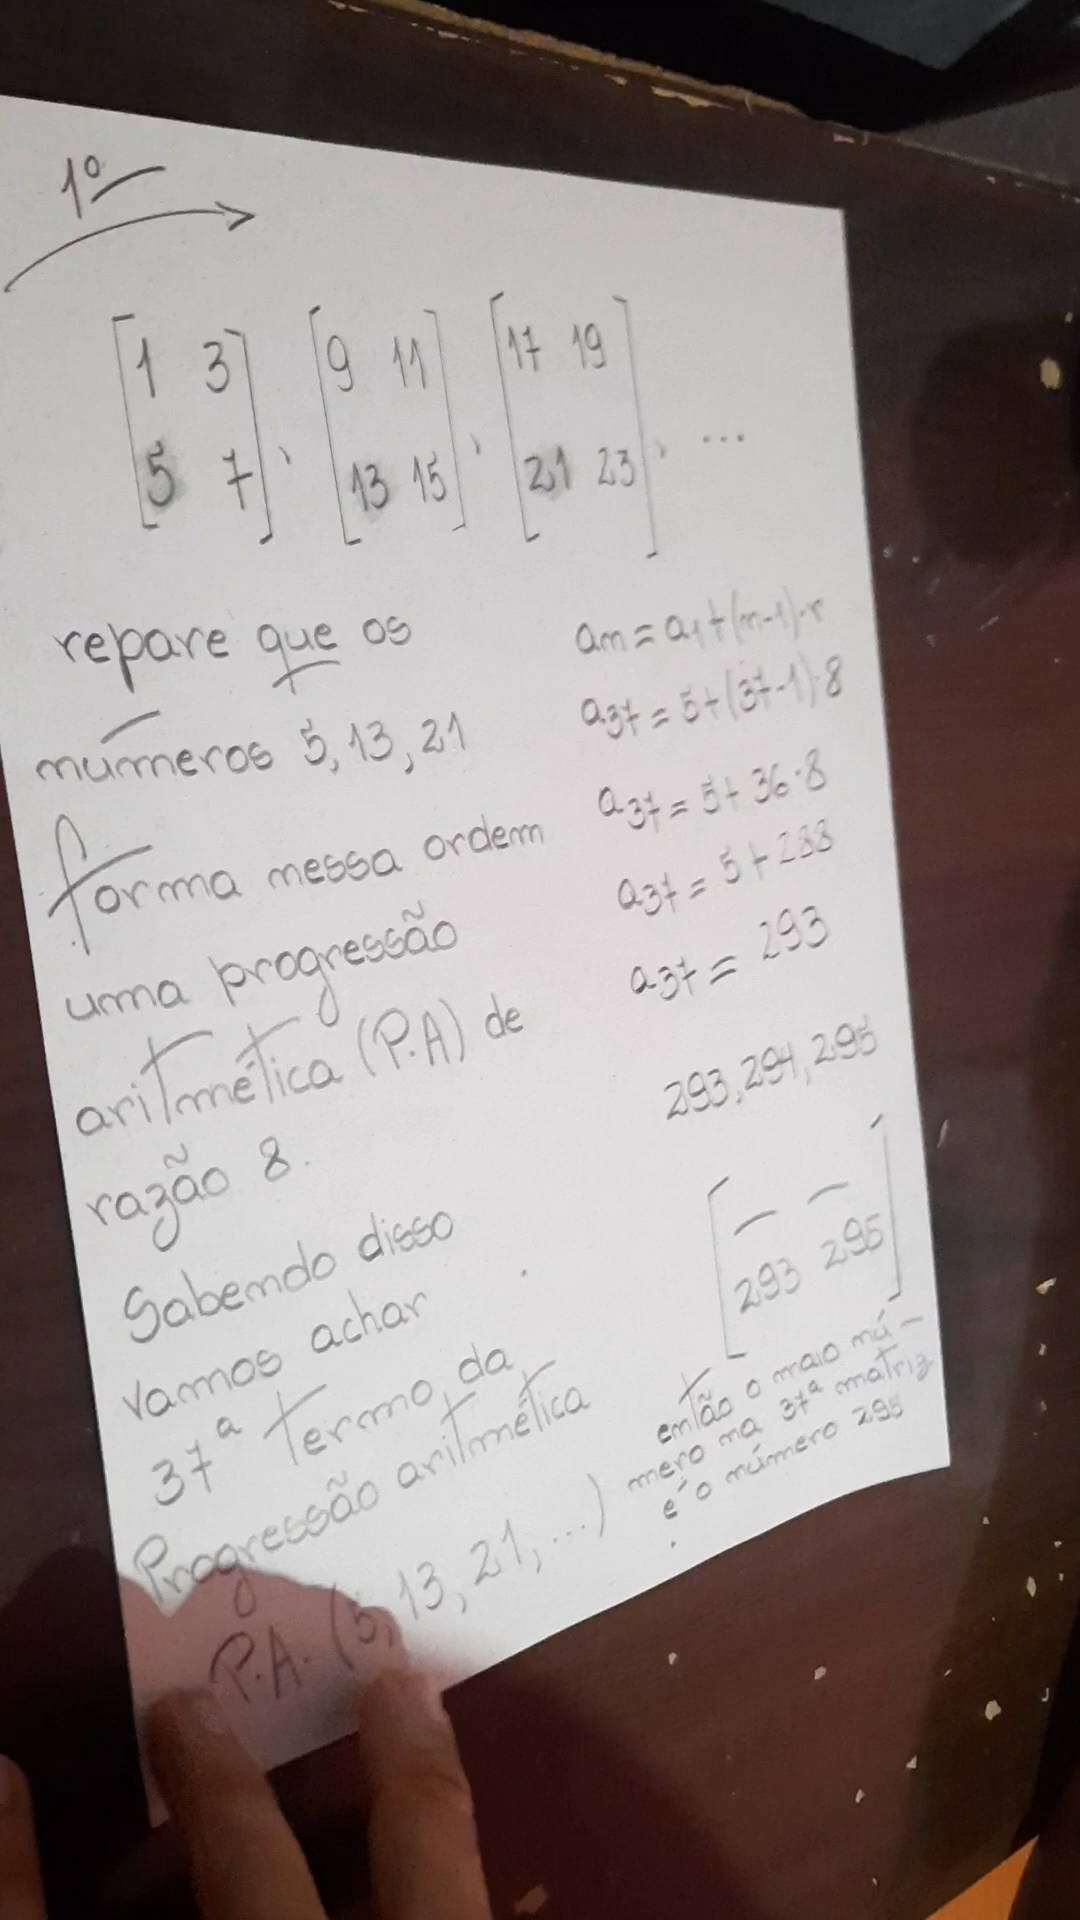 1º
[1 3
5 7], [9 11
13 15], [17 19
21 23], ...
repare que os
números 5, 13, 21
forma nessa ordem
uma progressão
aritmética (P.A) de
razão 8.
Sabendo disso
vamos achar
37ª termo da
Progressão aritmética
P.A. (5, 13, 21, ...)
an = a1 + (n-1)·r
a37 = 5+(37-1)·8
a37 = 5+ 36·8
a37 = 5+288
a37 = 293
293, 294, 295
[_ _
293 295]
então o maio nú-
mero na 37ª matriz
é o número 295